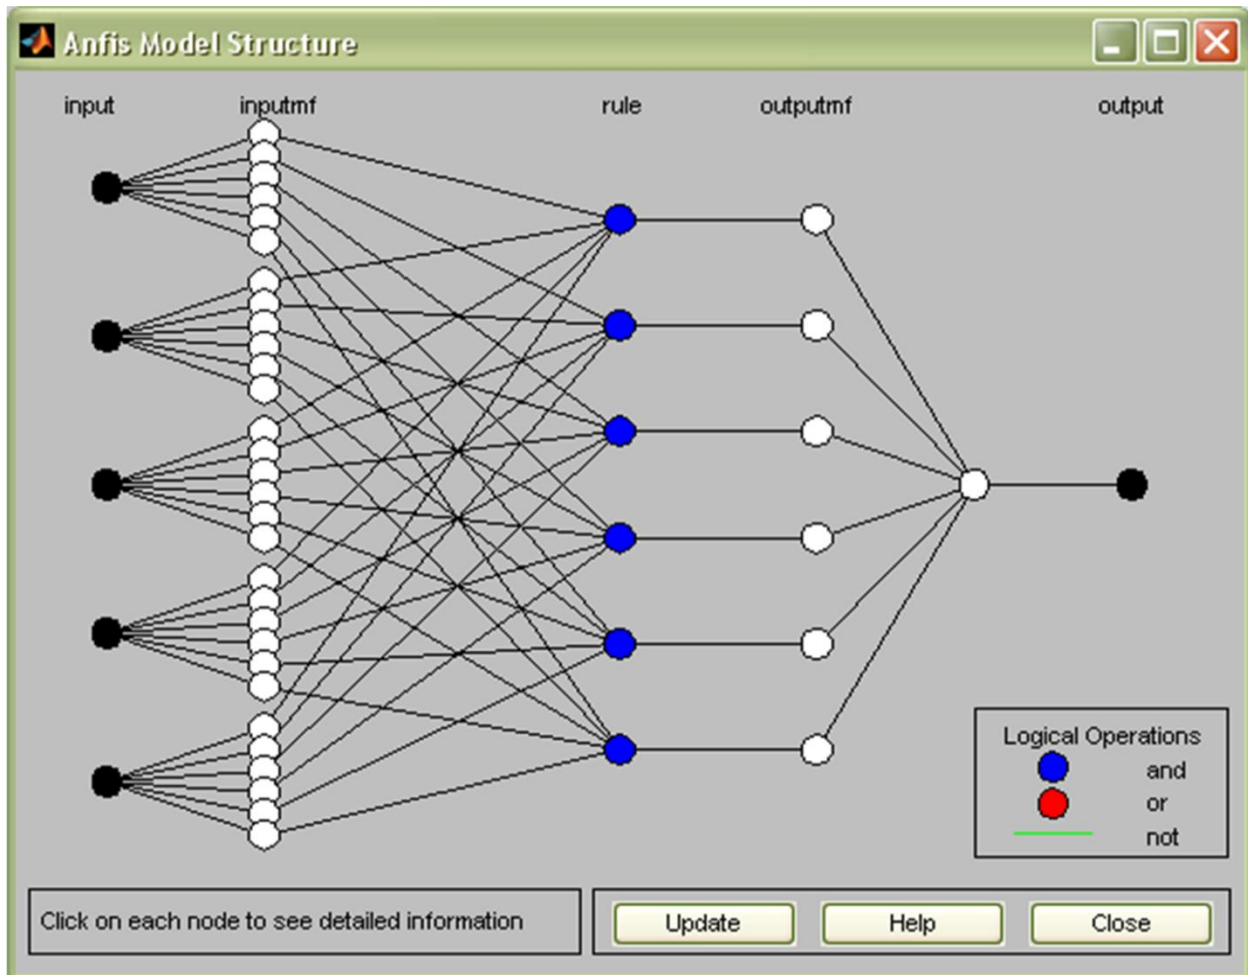 Anfis Model Structure
input inputmf rule outputmf output
Logical Operations
and
or
not
Click on each node to see detailed information
Update Help Close